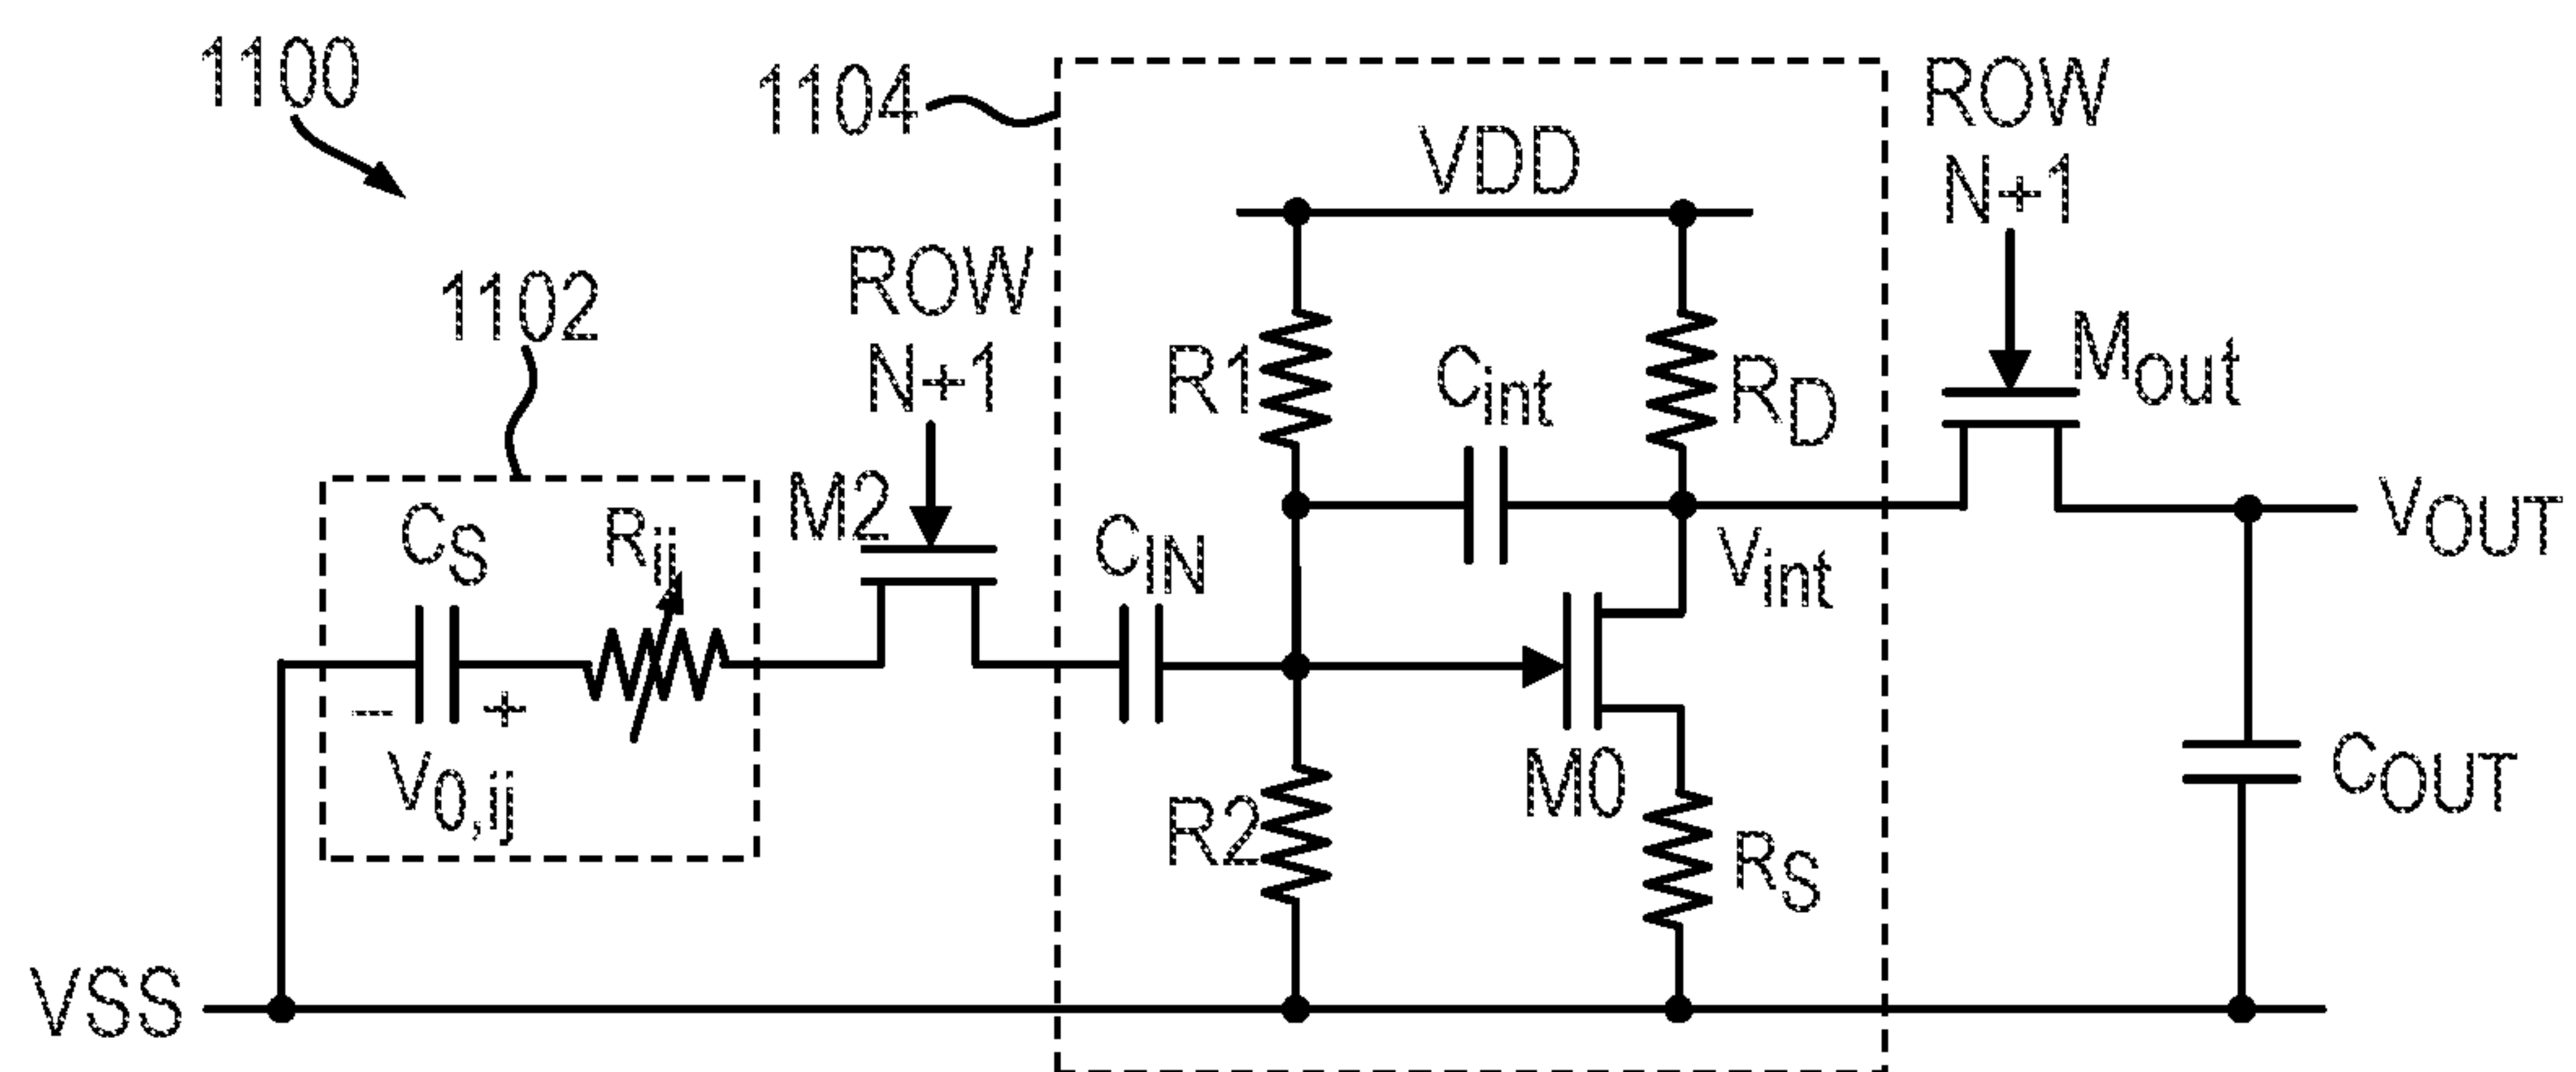 1100
1104
ROW
N+1
VDD
1102
ROW
N+1
R1
Cint
RD
Mout
M2
CS
Rij
CIN
Vint
VOUT
- +
V0,ij
R2
M0
RS
COUT
VSS